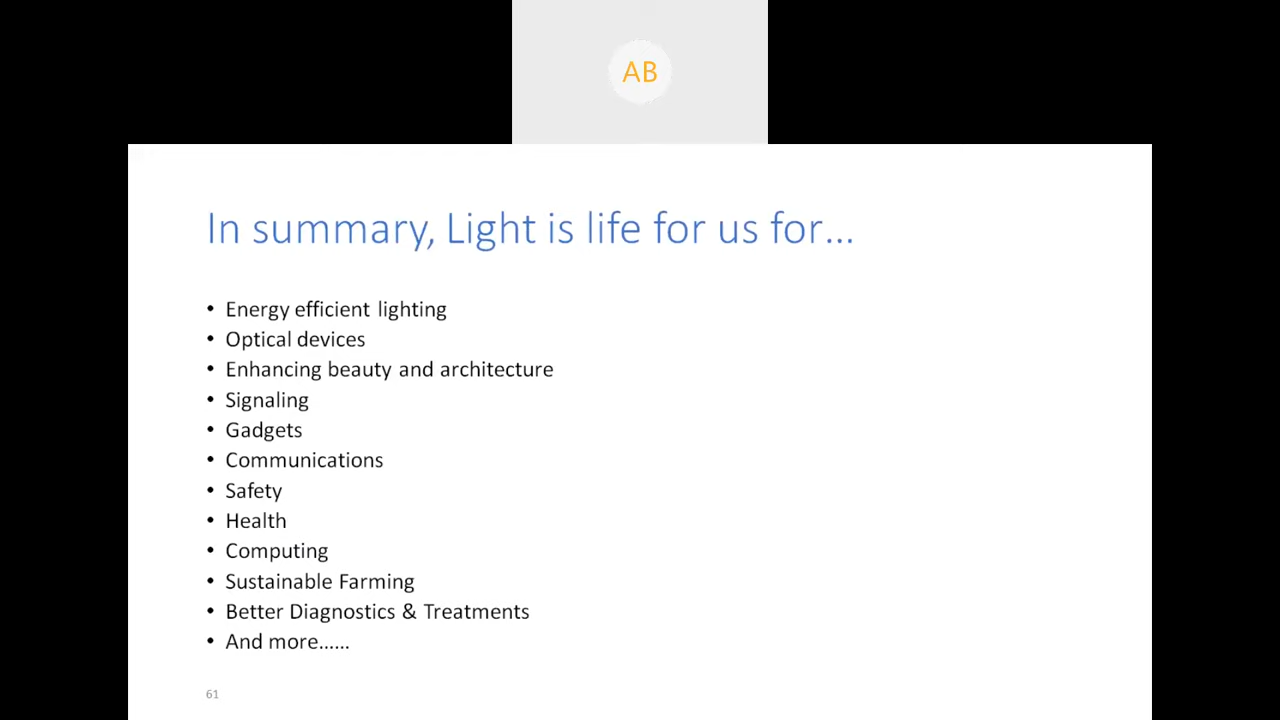 AB
In summary, Light is life for us for...
• Energy efficient lighting
• Optical devices
• Enhancing beauty and architecture
• Signaling
• Gadgets
• Communications
• Safety
• Health
• Computing
• Sustainable Farming
• Better Diagnostics & Treatments
• And more......
61